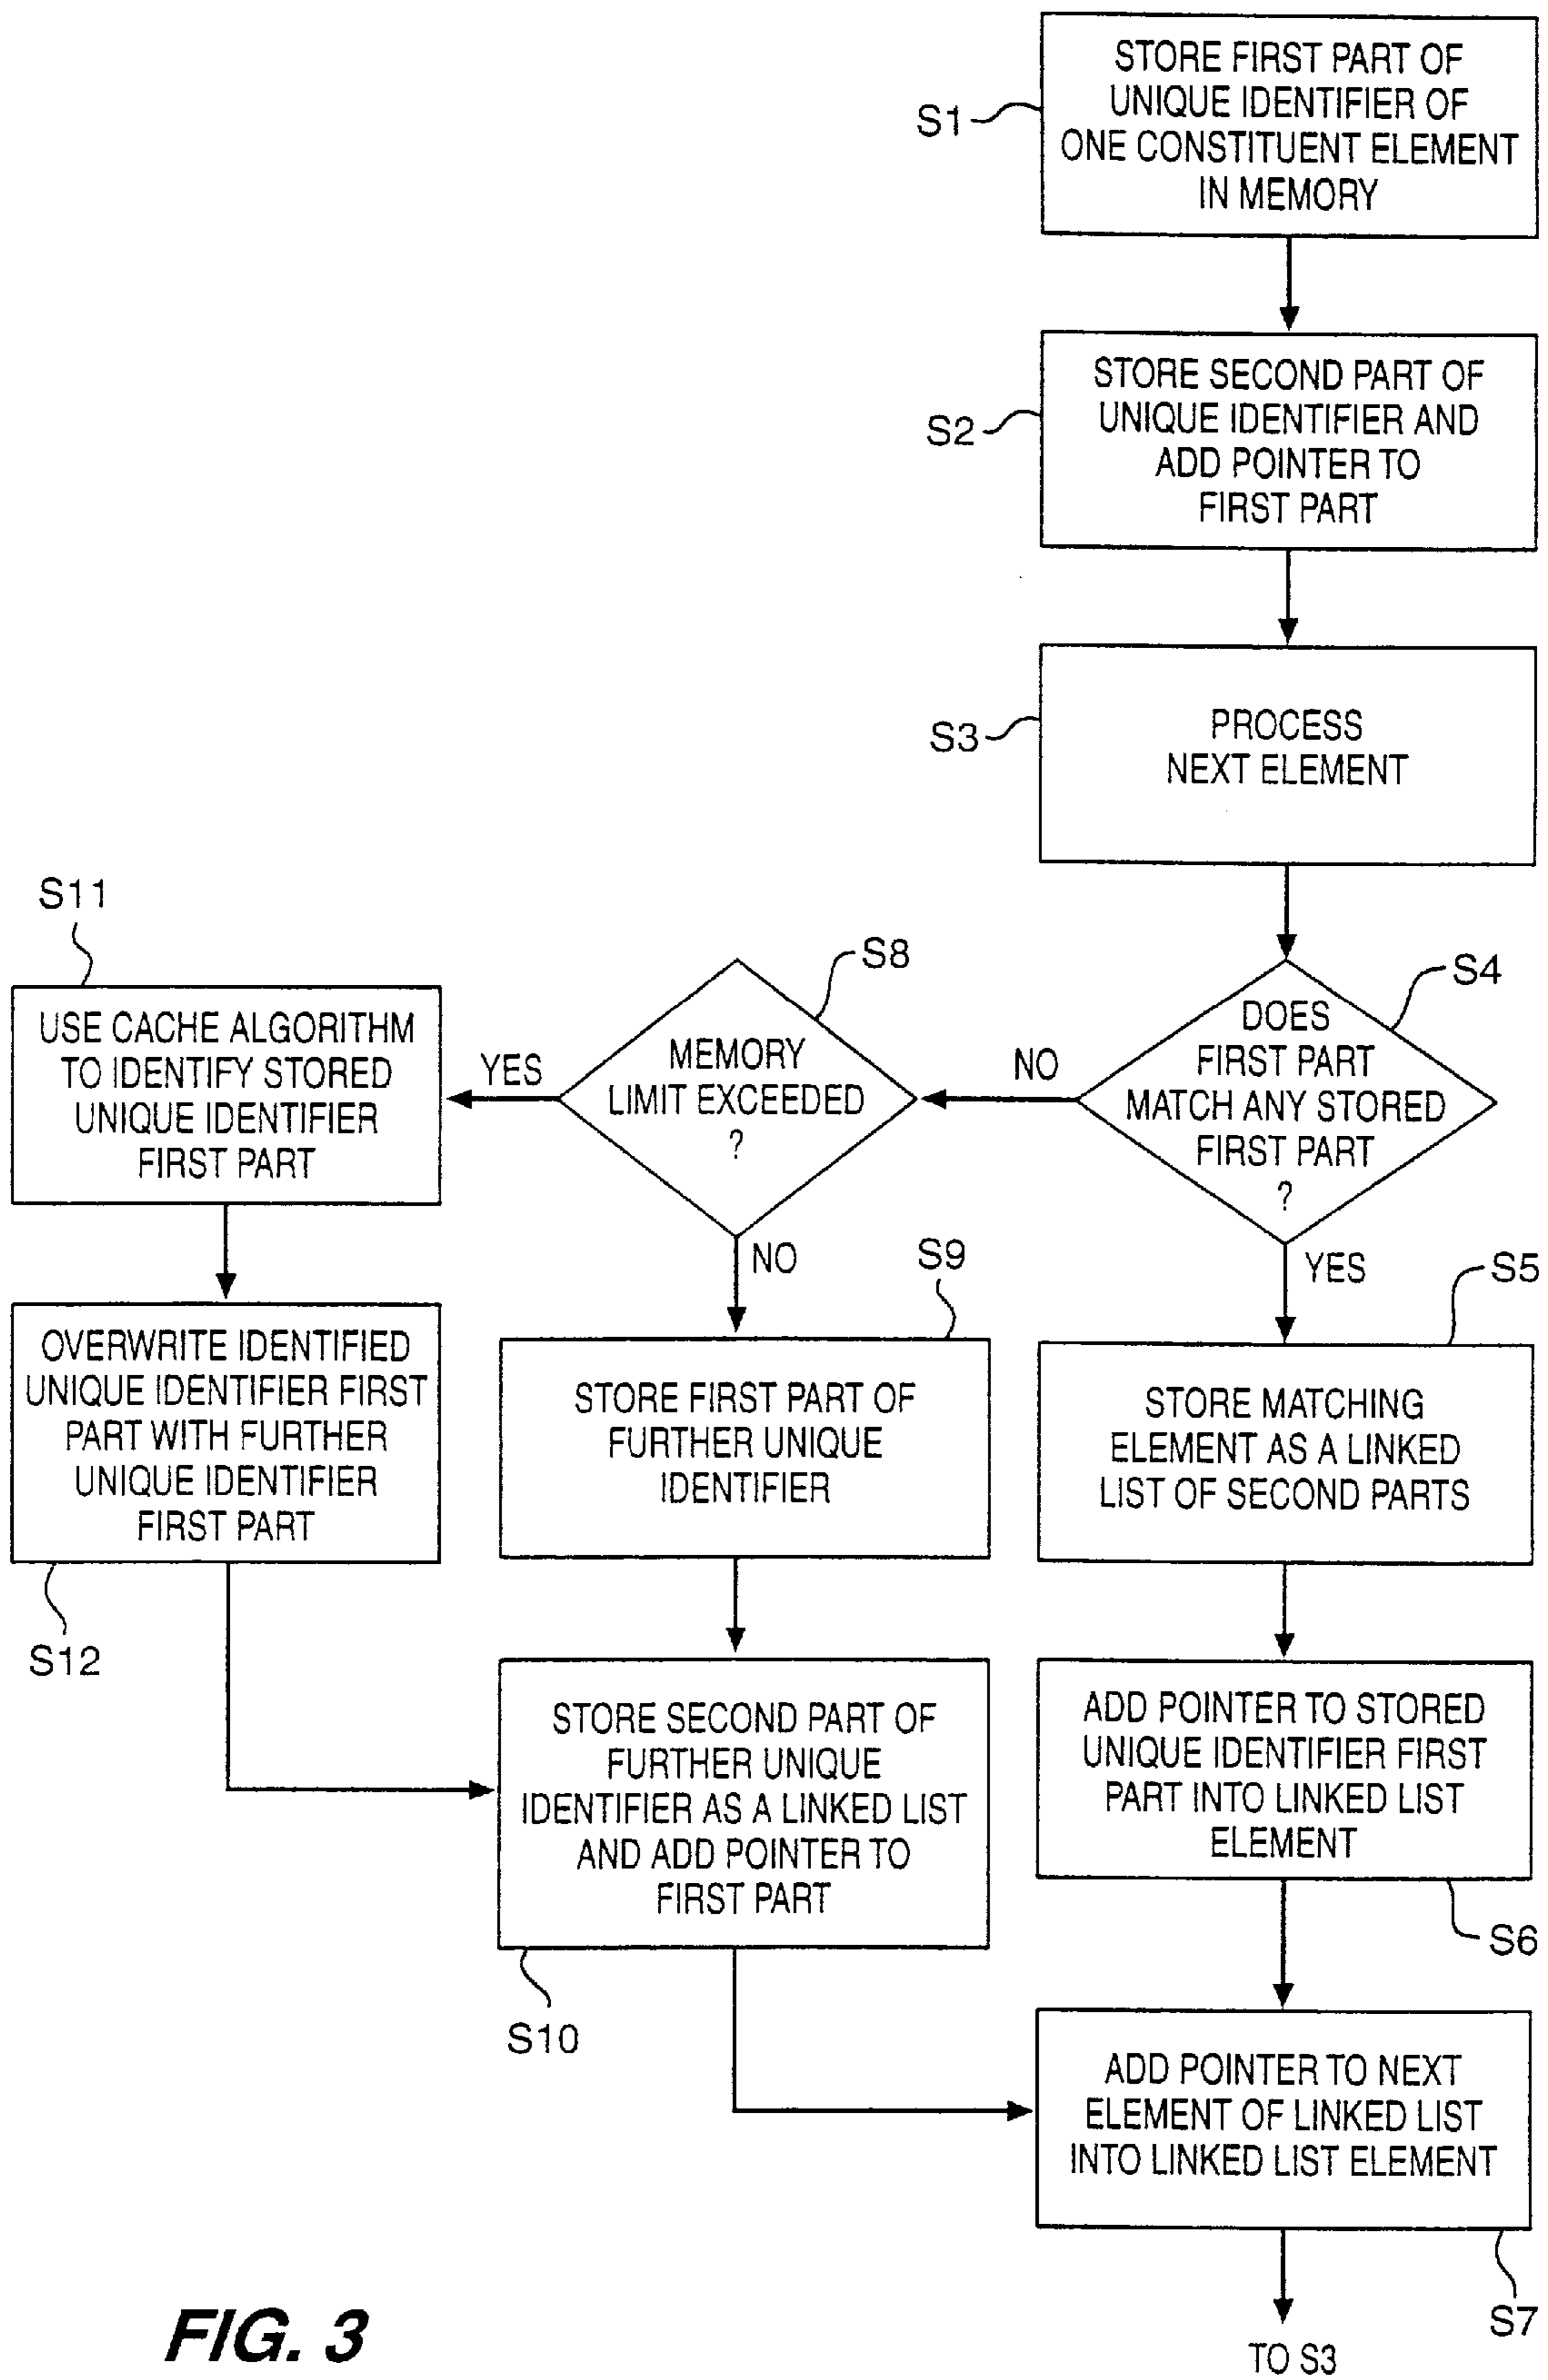 STORE FIRST PART OF
UNIQUE IDENTIFIER OF
ONE CONSTITUENT ELEMENT
IN MEMORY
S1
STORE SECOND PART OF
UNIQUE IDENTIFIER AND
ADD POINTER TO
FIRST PART
S2
PROCESS
NEXT ELEMENT
S3
DOES
FIRST PART
MATCH ANY STORED
FIRST PART
?
S4
NO
YES
MEMORY
LIMIT EXCEEDED
?
S8
YES
NO
USE CACHE ALGORITHM
TO IDENTIFY STORED
UNIQUE IDENTIFIER
FIRST PART
S11
OVERWRITE IDENTIFIED
UNIQUE IDENTIFIER FIRST
PART WITH FURTHER
UNIQUE IDENTIFIER
FIRST PART
S12
STORE FIRST PART OF
FURTHER UNIQUE
IDENTIFIER
S9
STORE MATCHING
ELEMENT AS A LINKED
LIST OF SECOND PARTS
S5
STORE SECOND PART OF
FURTHER UNIQUE
IDENTIFIER AS A LINKED LIST
AND ADD POINTER TO
FIRST PART
S10
ADD POINTER TO STORED
UNIQUE IDENTIFIER FIRST
PART INTO LINKED LIST
ELEMENT
S6
ADD POINTER TO NEXT
ELEMENT OF LINKED LIST
INTO LINKED LIST ELEMENT
S7
TO S3
FIG. 3